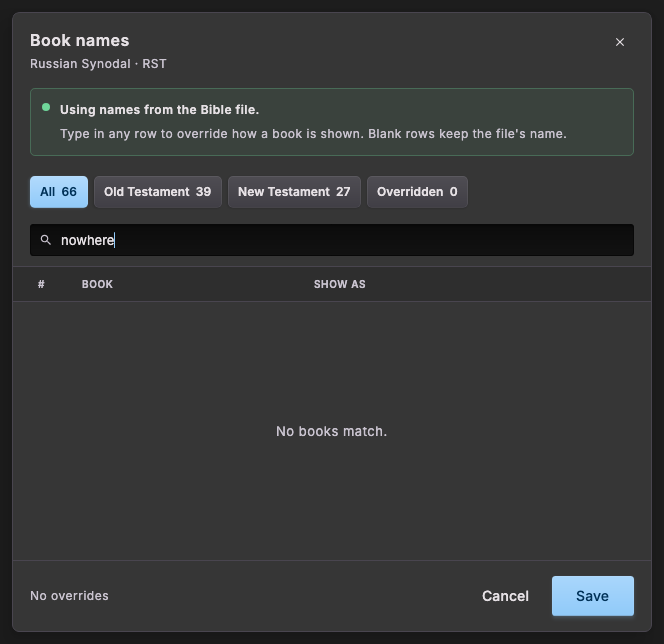 Book names
Russian Synodal · RST
Using names from the Bible file.
Type in any row to override how a book is shown. Blank rows keep the file's name.
All 66 Old Testament 39 New Testament 27 Overridden 0
nowhere
# BOOK SHOW AS
No books match.
No overrides Cancel Save